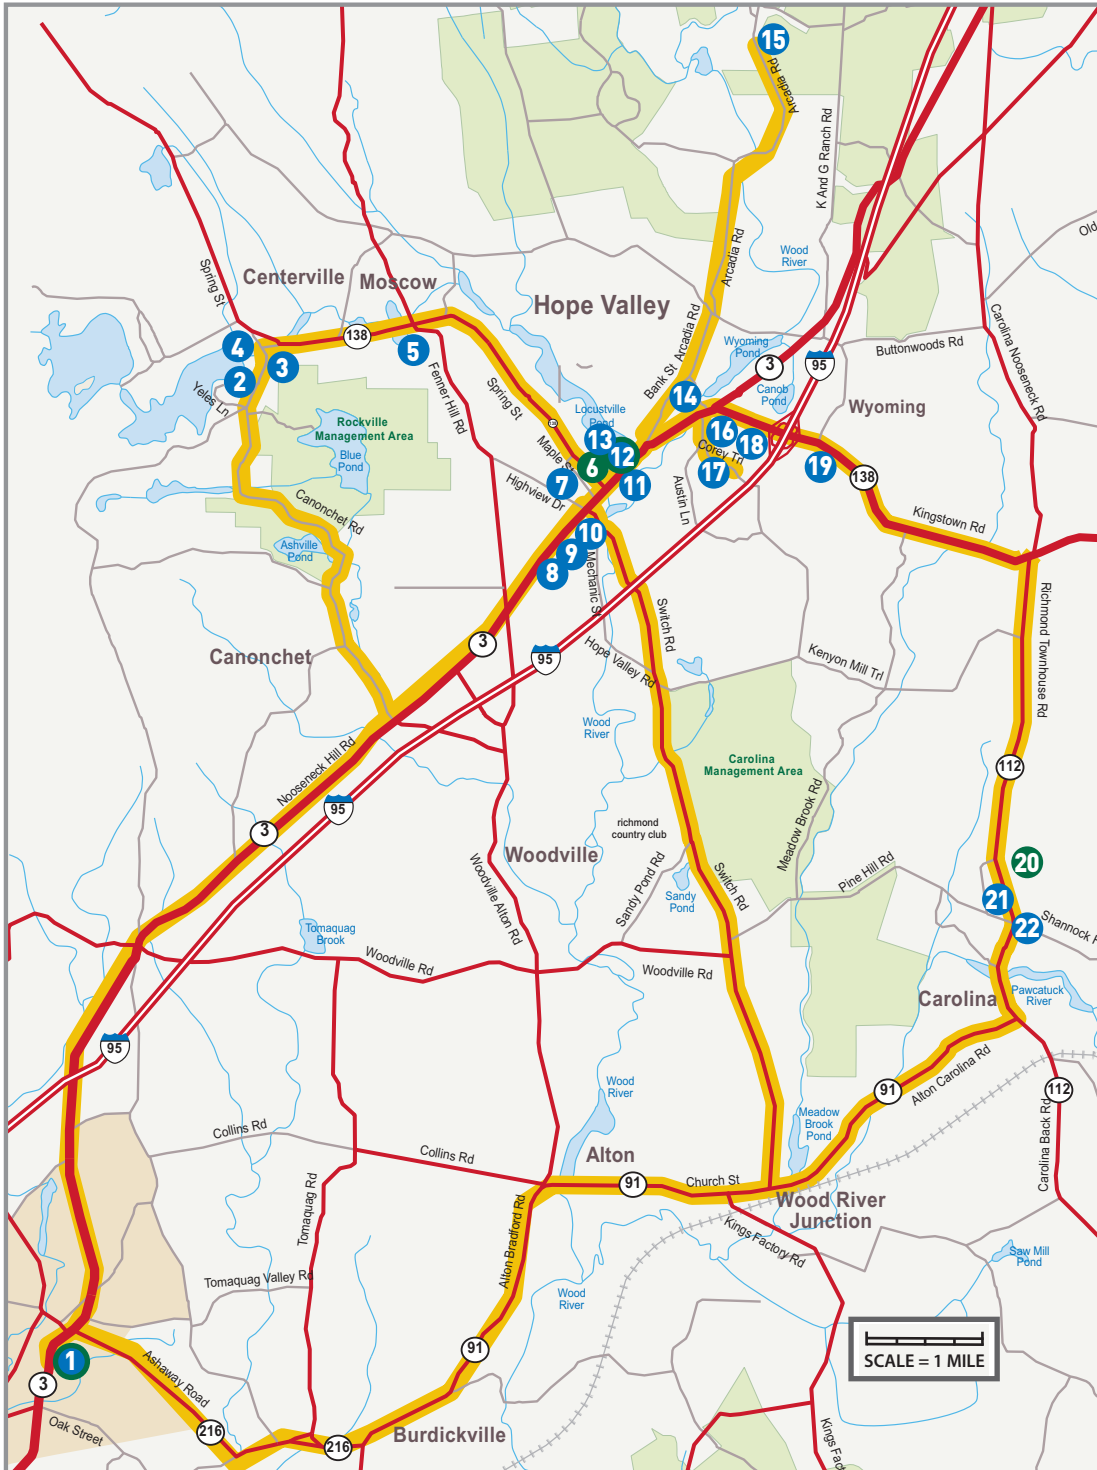 15
Arcadia Rd
K And G Ranch Rd
Old
Wood
River
Arcadia Rd
Spring St
Centerville
Moscow
Hope Valley
Carolina Nooseneck Rd
138
4
3
2
5
Yeles Ln
Fenner Hill Rd
Spring St
Bank St
Arcadia Rd
Wyoming
Pond
3
95
Buttonwoods Rd
Canob
Pond
Wyoming
14
Locustville
Pond
138
Rockville
Management Area
Blue
Pond
Maple St
13
12
6
7
11
16
18
Corey Trl
17
19
138
Highview Dr
Austin Ln
Kingstown Rd
Canonchet Rd
Ashville
Pond
10
9
8
Mechanic St
Switch Rd
Richmond Townhouse Rd
3
95
Canonchet
Hope Valley Rd
Kenyon Mill Trl
Wood
River
Nooseneck Hill Rd
Carolina
Management Area
112
95
3
richmond
country club
Meadow Brook Rd
Woodville
Woodville Alton Rd
Sandy Pond Rd
Switch Rd
Pine Hill Rd
20
21
22
Sandy
Pond
Shannock R
Tomaquag
Brook
Woodville Rd
Woodville Rd
Pawcatuck
River
Carolina
95
Wood
River
Alton Carolina Rd
91
112
Meadow
Brook
Pond
Carolina Back Rd
Collins Rd
Collins Rd
Alton
91
Church St
Tomaquag Rd
Wood River
Junction
Alton Bradford Rd
Kings Factory Rd
Saw Mill
Pond
Tomaquag Valley Rd
Wood
River
SCALE = 1 MILE
1
3
91
Ashaway Road
Oak Street
216
216
Burdickville
Kings Fact